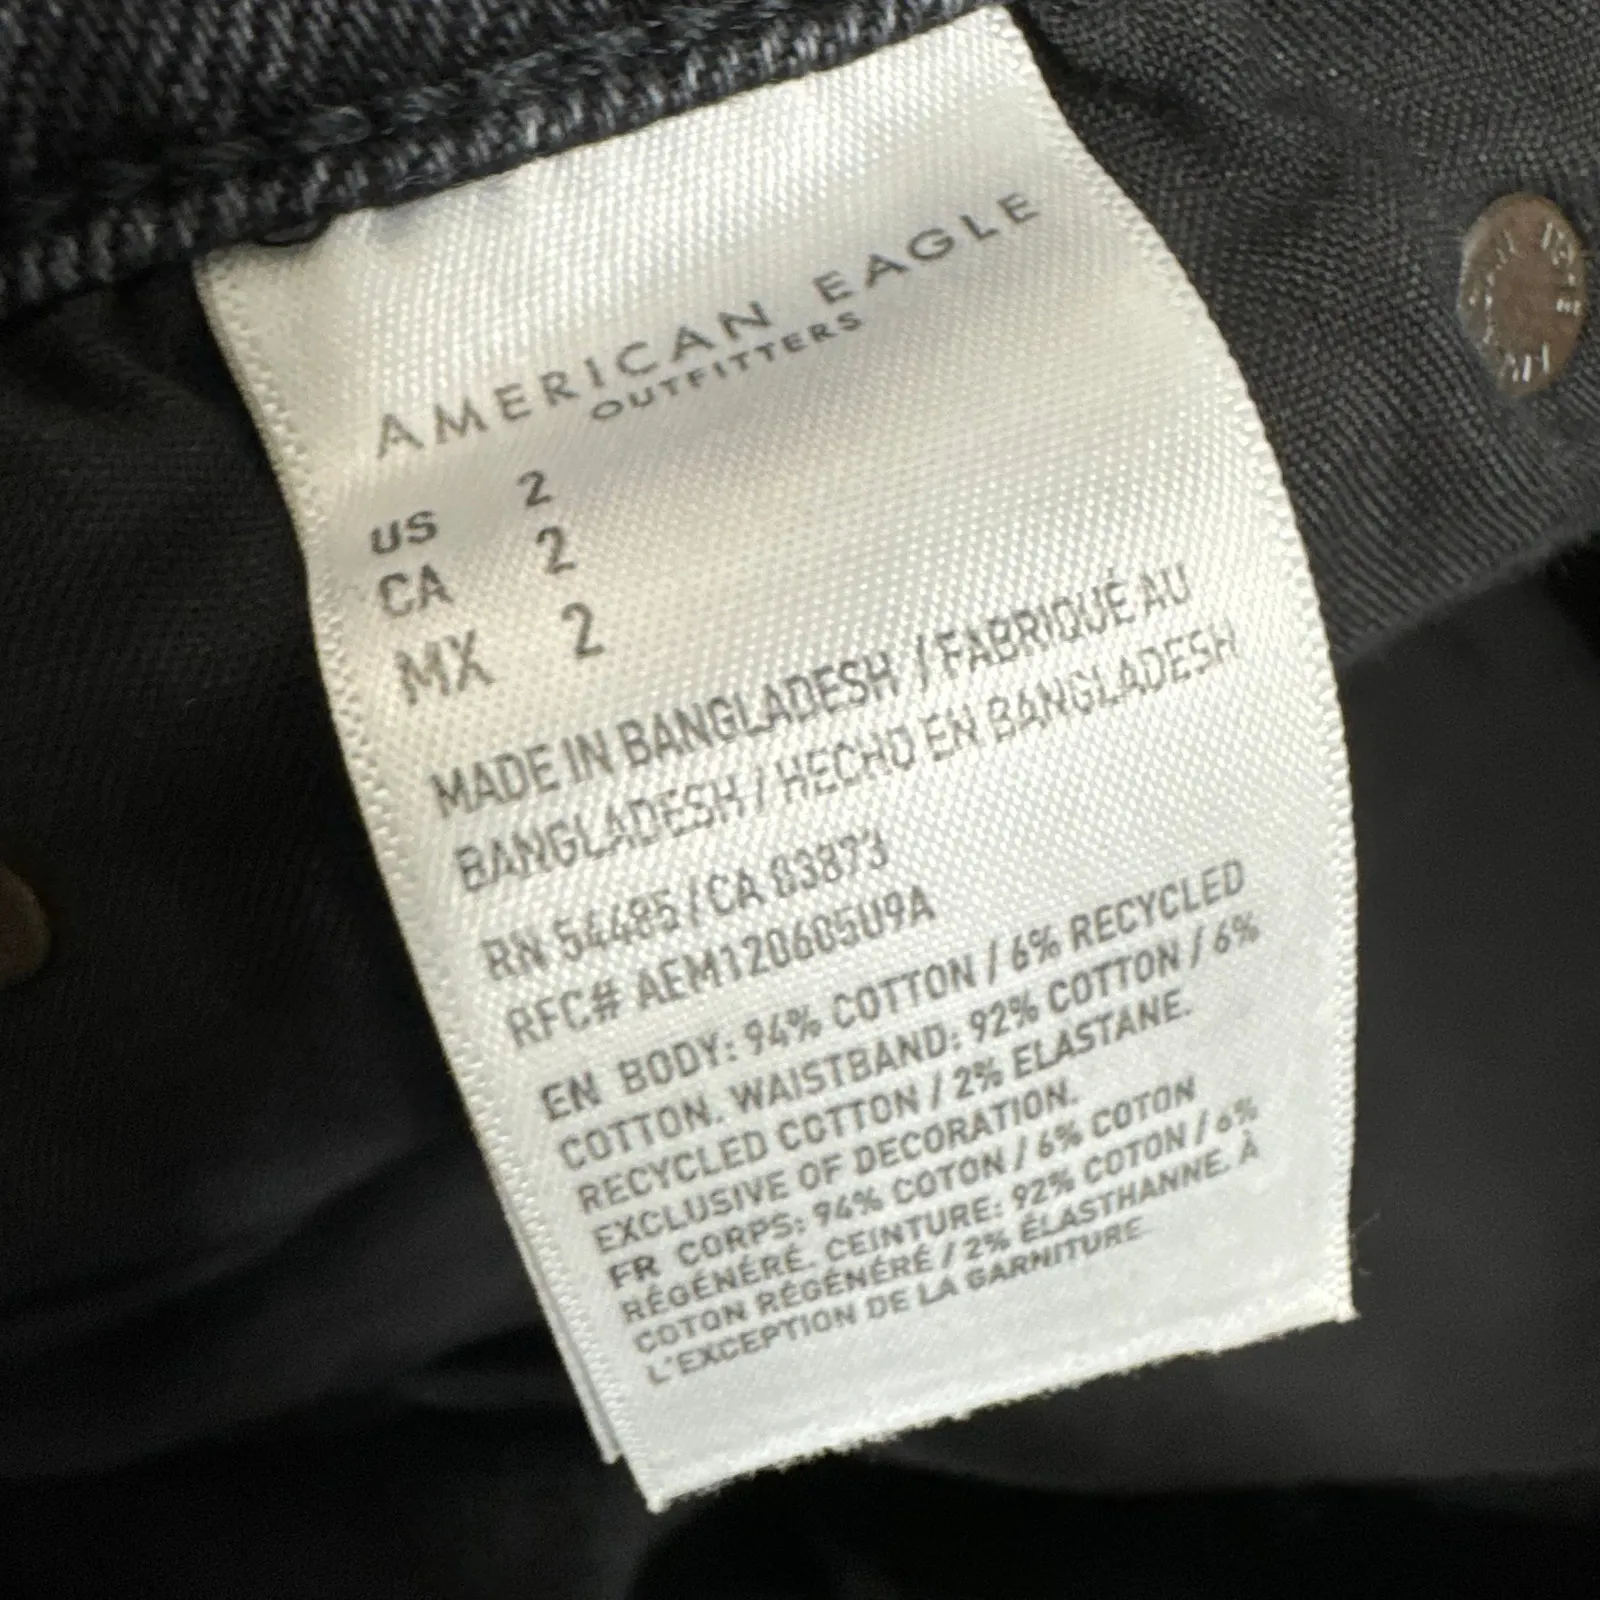 AMERICAN EAGLE
OUTFITTERS
US 2
CA 2
MX 2
MADE IN BANGLADESH / FABRIQUÉ AU
BANGLADESH / HECHO EN BANGLADESH
RN 54485 / CA 83873
RFC# AEM120605U9A
EN BODY: 94% COTTON / 6% RECYCLED
COTTON. WAISTBAND: 92% COTTON / 6%
RECYCLED COTTON / 2% ELASTANE.
EXCLUSIVE OF DECORATION.
FR CORPS: 94% COTON / 6% COTON
RÉGÉNÉRÉ. CEINTURE: 92% COTON / 6%
COTON RÉGÉNÉRÉ / 2% ÉLASTHANNE. À
L'EXCEPTION DE LA GARNITURE.